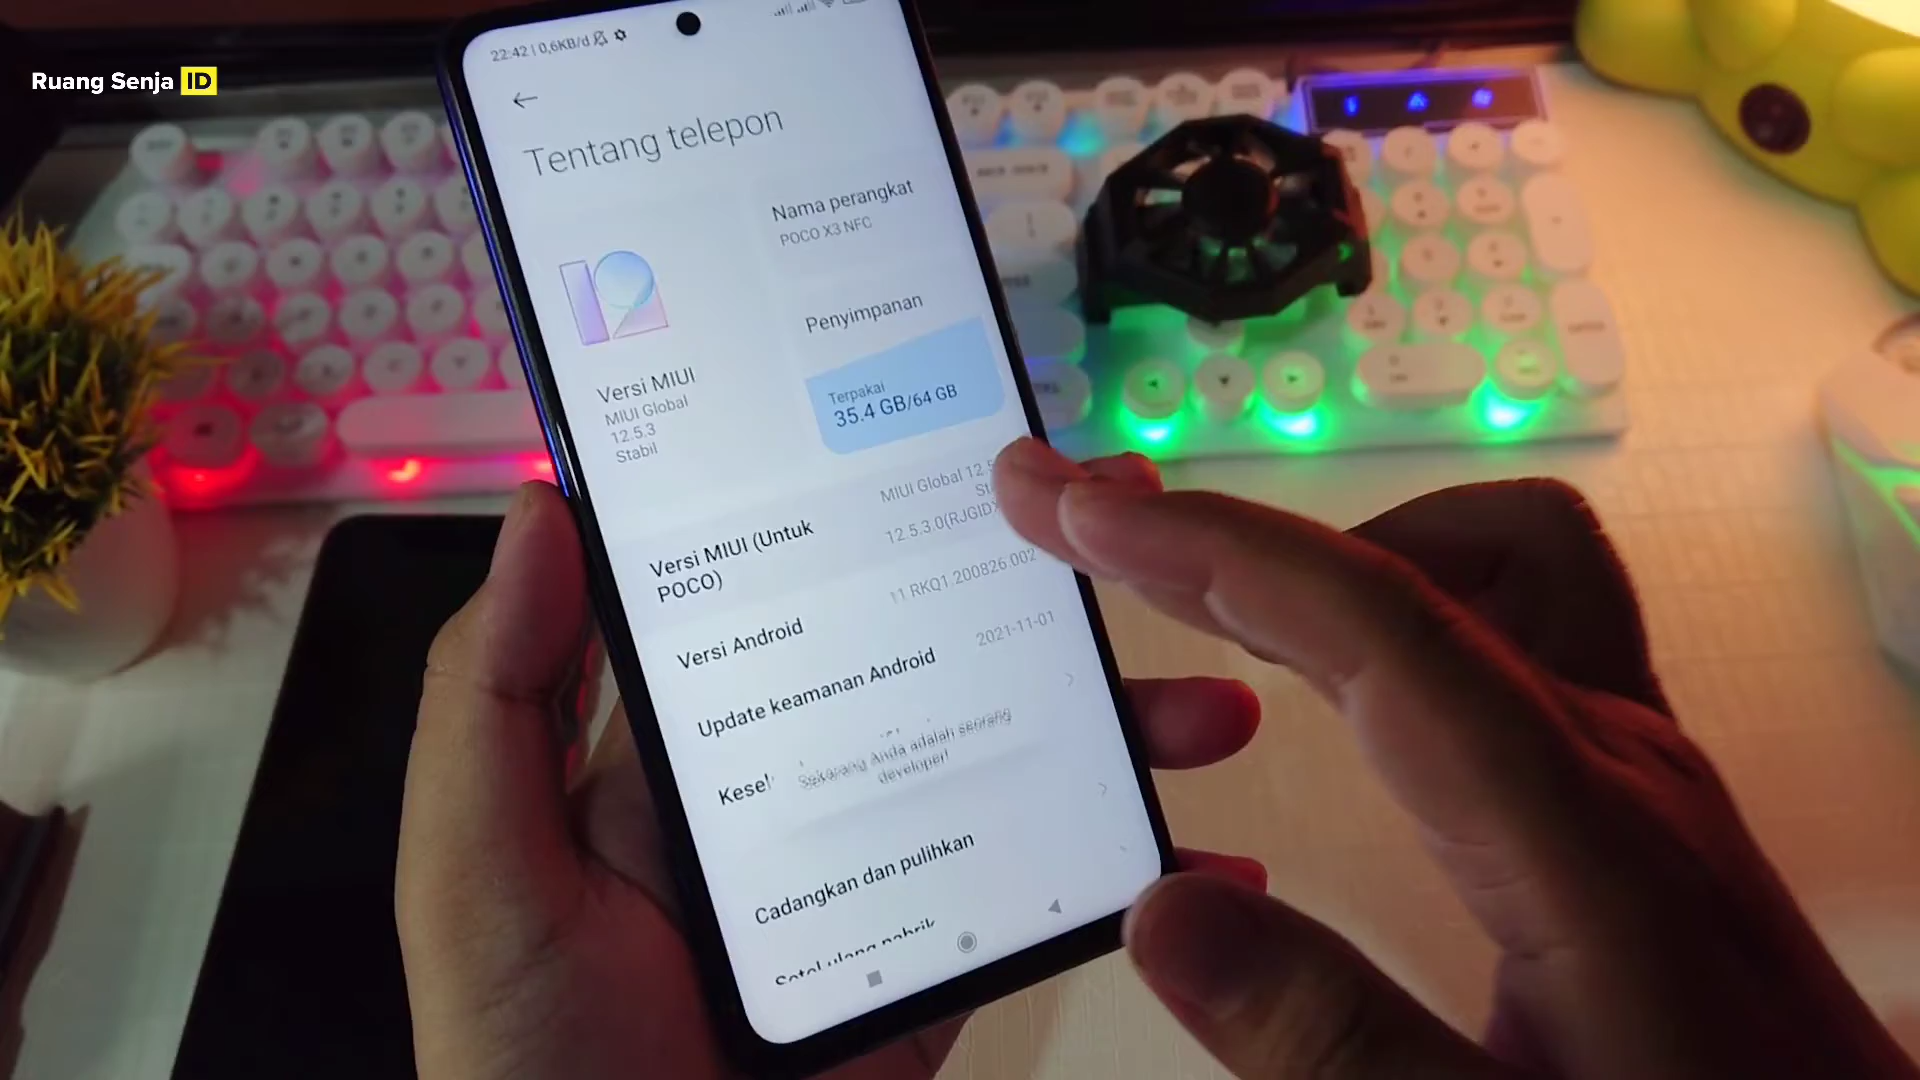 Ruang Senja ID
22:42 | 0,6KB/d
Tentang telepon
Nama perangkat
POCO X3 NFC
Penyimpanan
Terpakai
35.4 GB/64 GB
Versi MIUI
MIUI Global
12.5.3
Stabil
Versi MIUI (Untuk
POCO)
MIUI Global 12.5
12.5.3.0(RJGID
Versi Android
11 RKQ1.200826.002
Update keamanan Android
2021-11-01
Sekarang Anda adalah seorang
developer!
Cadangkan dan pulihkan
Setel ulang pabrik